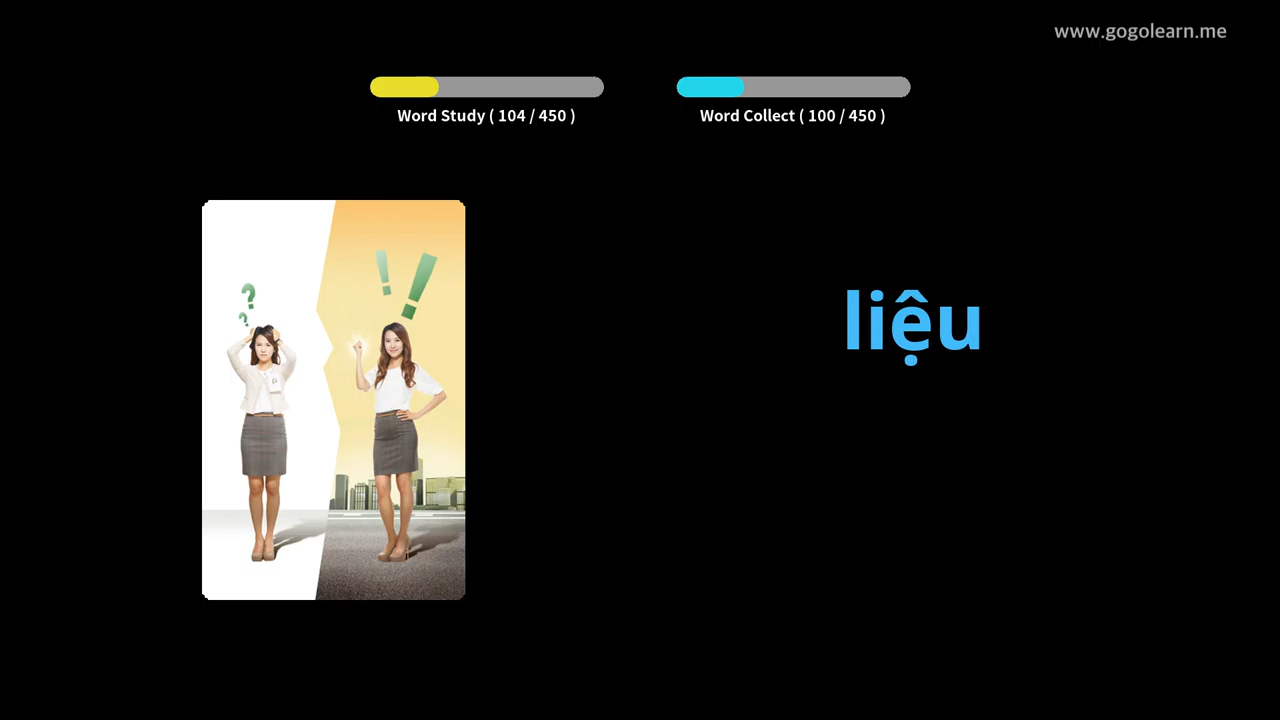 www.gogolearn.me
Word Study ( 104 / 450 )
Word Collect ( 100 / 450 )
? ?
! !
liệu